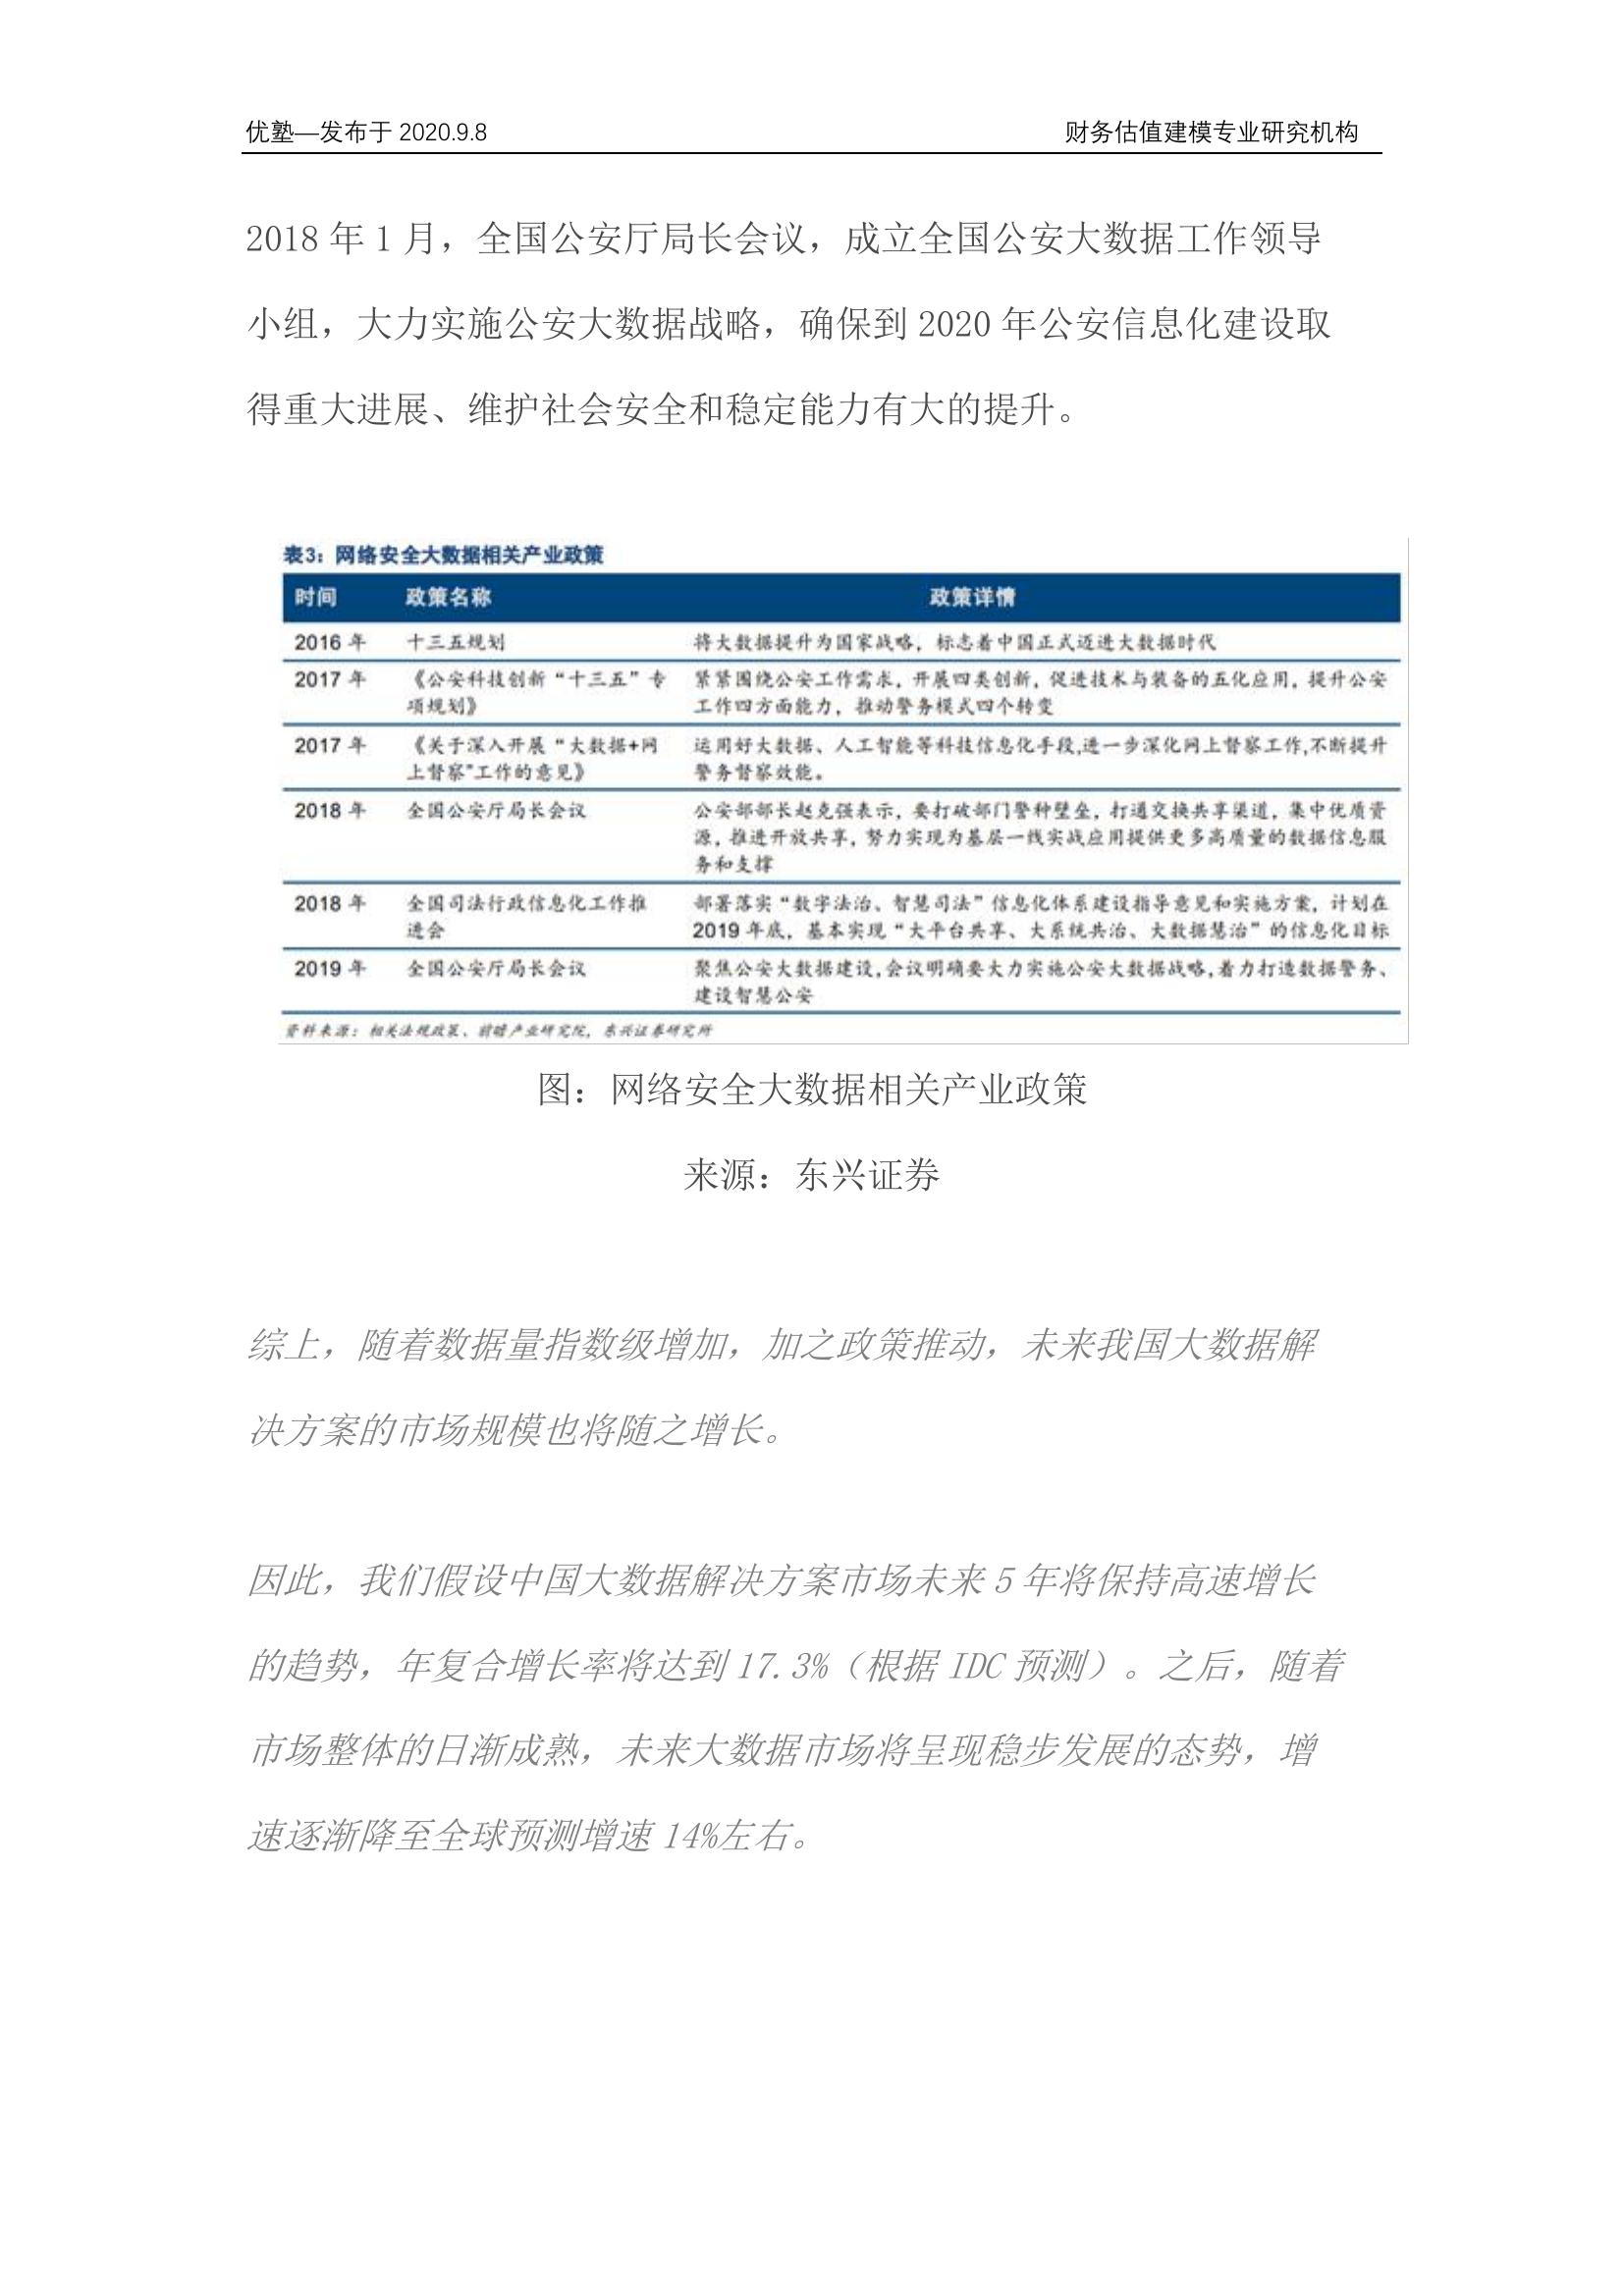 优塾—发布于 2020.9.8
财务估值建模专业研究机构
2018 年 1 月，全国公安厅局长会议，成立全国公安大数据工作领导
小组，大力实施公安大数据战略，确保到 2020 年公安信息化建设取
得重大进展、维护社会安全和稳定能力有大的提升。
表3：网络安全大数据相关产业政策
时间 政策名称 政策详情
2016 年 十三五规划 将大数据提升为国家战略，标志着中国正式迈进大数据时代
2017 年 《公安科技创新“十三五”专 紧紧围绕公安工作需求，开展四类创新，促进技术与装备的五化应用，提升公安
项规划》 工作四方面能力，推动警务模式四个转变
2017 年 《关于深入开展“大数据+网 运用好大数据、人工智能等科技信息化手段,进一步深化网上督察工作,不断提升
上督察”工作的意见》 警务督察效能。
2018 年 全国公安厅局长会议 公安部部长赵克强表示，要打破部门警种壁垒，打通交换共享渠道，集中优质资
源，推进开放共享，努力实现为基层一线实战应用提供更多高质量的数据信息服
务和支撑
2018 年 全国司法行政信息化工作推 部署落实“数字法治、智慧司法”信息化体系建设指导意见和实施方案，计划在
进会 2019 年底，基本实现“大平台共享、大系统共治、大数据慧治”的信息化目标
2019 年 全国公安厅局长会议 聚焦公安大数据建设,会议明确要大力实施公安大数据战略,着力打造数据警务、
建设智慧公安
资料来源：相关法规政策、前瞻产业研究院，东兴证券研究所
图：网络安全大数据相关产业政策
来源：东兴证券
综上，随着数据量指数级增加，加之政策推动，未来我国大数据解
决方案的市场规模也将随之增长。
因此，我们假设中国大数据解决方案市场未来 5 年将保持高速增长
的趋势，年复合增长率将达到 17.3%（根据 IDC 预测）。之后，随着
市场整体的日渐成熟，未来大数据市场将呈现稳步发展的态势，增
速逐渐降至全球预测增速 14%左右。